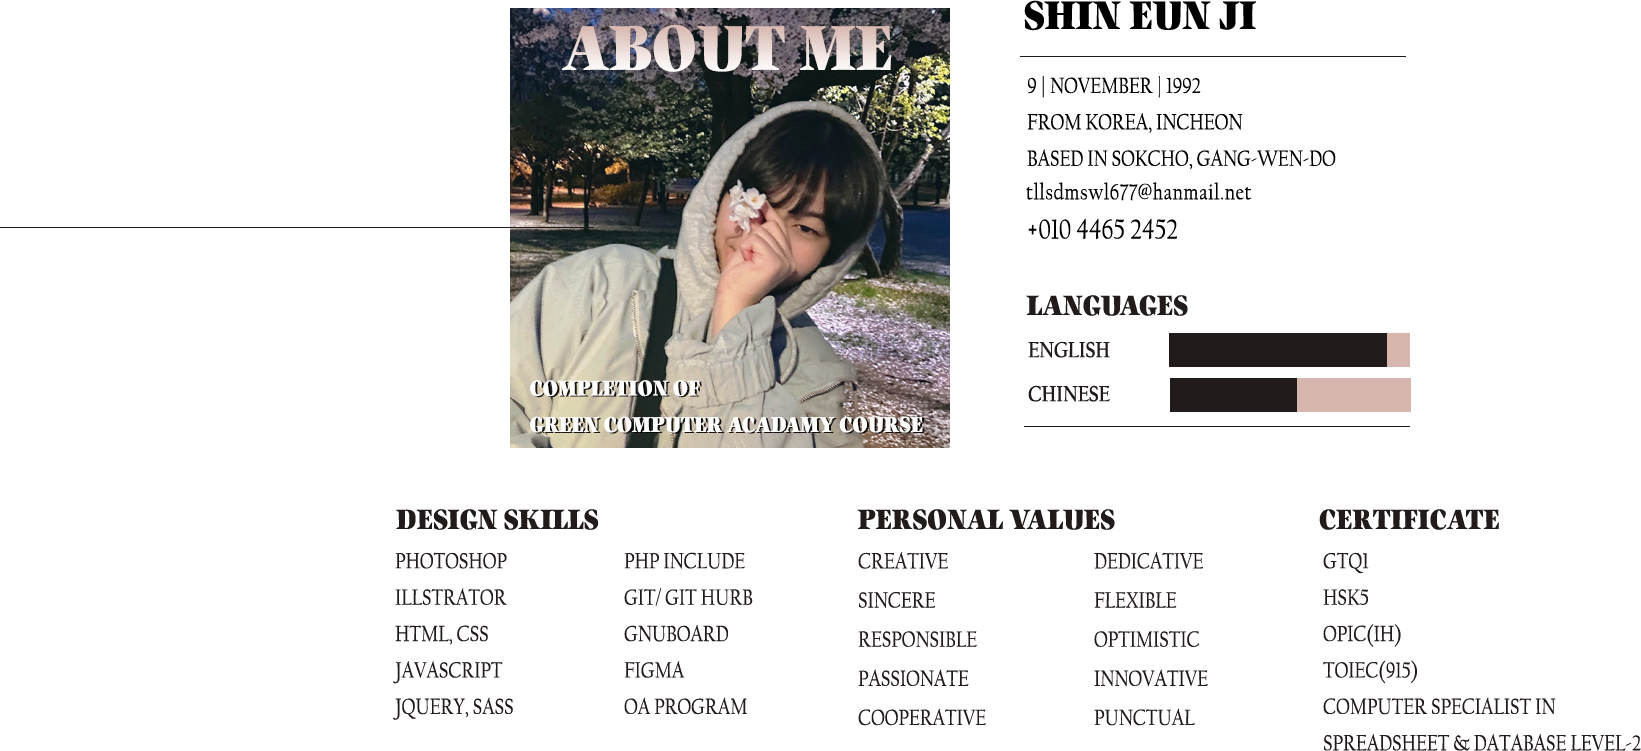 ABOUT ME
COMPLETION OF
GREEN COMPUTER ACADAMY COURSE
SHIN EUN JI
9 | NOVEMBER | 1992
FROM KOREA, INCHEON
BASED IN SOKCHO, GANG-WEN-DO
tllsdmswl677@hanmail.net
+010 4465 2452
LANGUAGES
ENGLISH
CHINESE
DESIGN SKILLS
PHOTOSHOP
ILLSTRATOR
HTML, CSS
JAVASCRIPT
JQUERY, SASS
PHP INCLUDE
GIT/ GIT HURB
GNUBOARD
FIGMA
OA PROGRAM
PERSONAL VALUES
CREATIVE
SINCERE
RESPONSIBLE
PASSIONATE
COOPERATIVE
DEDICATIVE
FLEXIBLE
OPTIMISTIC
INNOVATIVE
PUNCTUAL
CERTIFICATE
GTQ1
HSK5
OPIC(IH)
TOIEC(915)
COMPUTER SPECIALIST IN
SPREADSHEET & DATABASE LEVEL-2